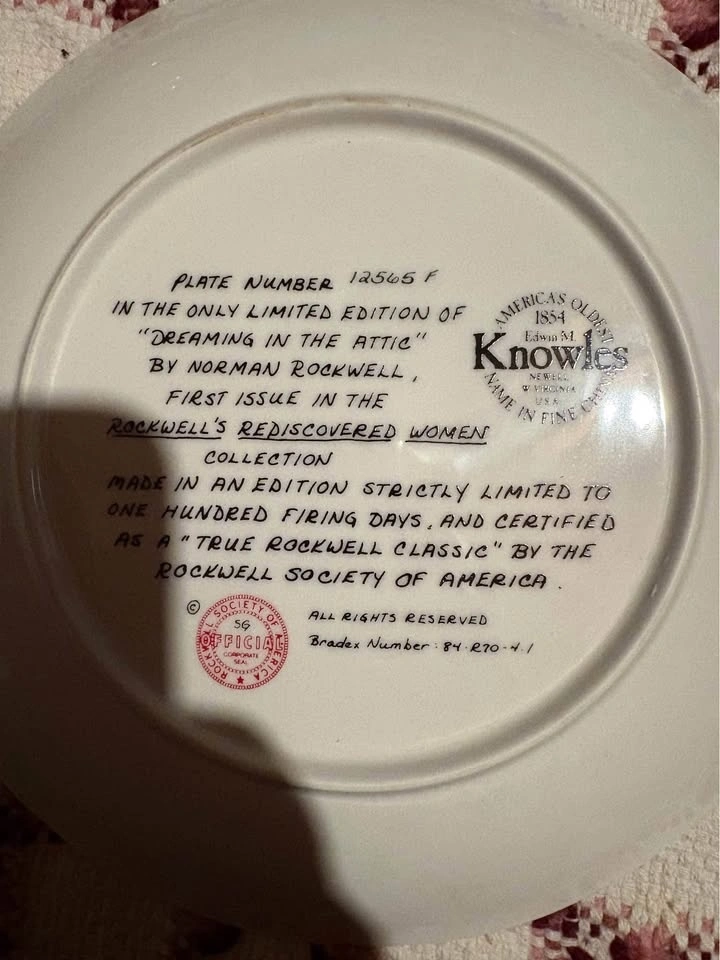 PLATE NUMBER 12565 F
IN THE ONLY LIMITED EDITION OF
"DREAMING IN THE ATTIC"
BY NORMAN ROCKWELL,
FIRST ISSUE IN THE
ROCKWELL'S REDISCOVERED WOMEN
COLLECTION
MADE IN AN EDITION STRICTLY LIMITED TO
ONE HUNDRED FIRING DAYS, AND CERTIFIED
AS A "TRUE ROCKWELL CLASSIC" BY THE
ROCKWELL SOCIETY OF AMERICA.
AMERICA'S OLDEST
1854
Edwin M.
Knowles
NEWELL
W. VIRGINIA
U.S.A.
NAME IN FINE CHINA
©
ROCKWELL SOCIETY OF AMERICA
SG
OFFICIAL
CORPORATE
SEAL
ALL RIGHTS RESERVED
Bradex Number: 84-R70-4.1